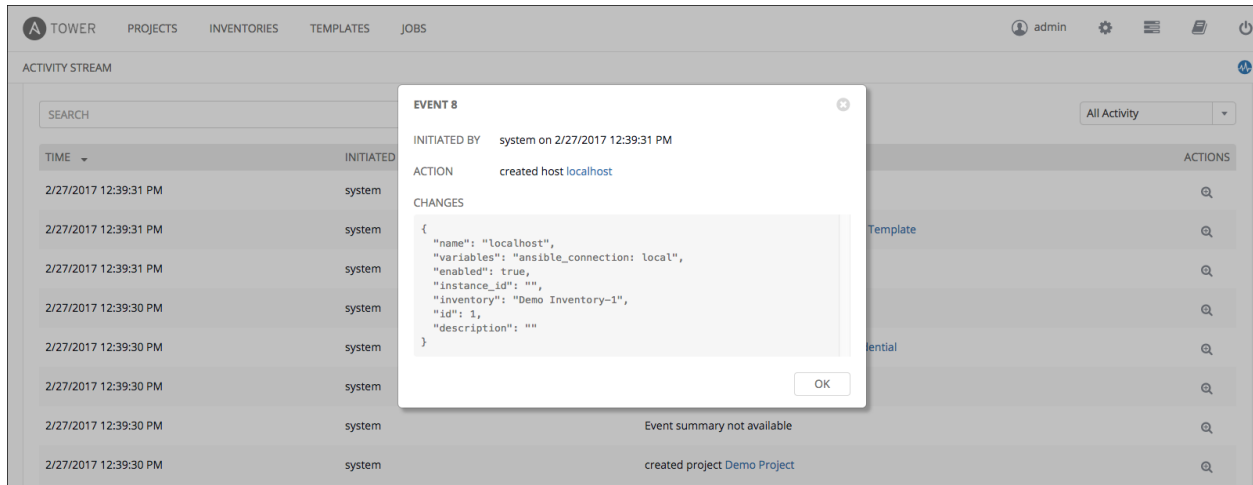 A TOWER PROJECTS INVENTORIES TEMPLATES JOBS admin
ACTIVITY STREAM
SEARCH All Activity
TIME INITIATED ACTIONS
2/27/2017 12:39:31 PM system
2/27/2017 12:39:31 PM system Template
2/27/2017 12:39:31 PM system
2/27/2017 12:39:30 PM system
2/27/2017 12:39:30 PM system
2/27/2017 12:39:30 PM system
2/27/2017 12:39:30 PM system Event summary not available
2/27/2017 12:39:30 PM system created project Demo Project
EVENT 8
INITIATED BY system on 2/27/2017 12:39:31 PM
ACTION created host localhost
CHANGES
{
"name": "localhost",
"variables": "ansible_connection: local",
"enabled": true,
"instance_id": "",
"inventory": "Demo Inventory-1",
"id": 1,
"description": ""
}
OK